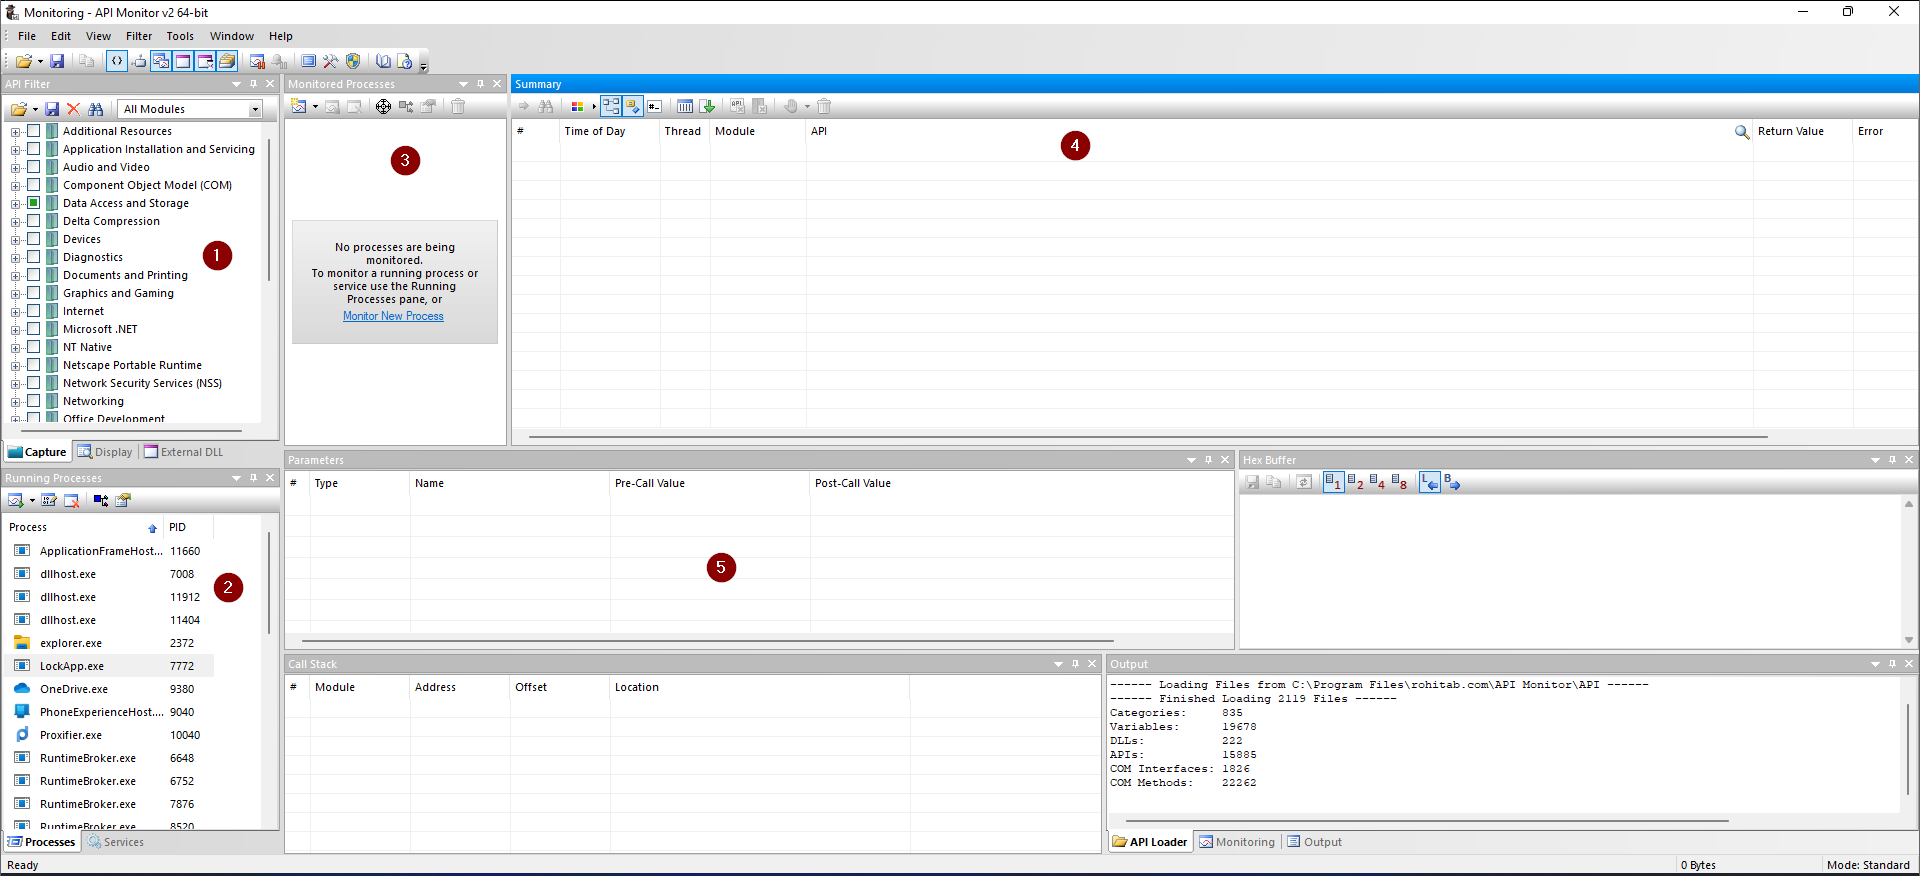 Monitoring - API Monitor v2 64-bit
File Edit View Filter Tools Window Help
API Filter
All Modules
Additional Resources
Application Installation and Servicing
Audio and Video
Component Object Model (COM)
Data Access and Storage
Delta Compression
Devices
Diagnostics
Documents and Printing
Graphics and Gaming
Internet
Microsoft .NET
NT Native
Netscape Portable Runtime
Network Security Services (NSS)
Networking
Office Development
1
Capture Display External DLL
Monitored Processes
3
No processes are being
monitored.
To monitor a running process or
service use the Running
Processes pane, or
Monitor New Process
Summary
# Time of Day Thread Module API Return Value Error
4
Running Processes
Process PID
ApplicationFrameHost... 11660
dllhost.exe 7008
dllhost.exe 11912
dllhost.exe 11404
explorer.exe 2372
LockApp.exe 7772
OneDrive.exe 9380
PhoneExperienceHost.... 9040
Proxifier.exe 10040
RuntimeBroker.exe 6648
RuntimeBroker.exe 6752
RuntimeBroker.exe 7876
RuntimeBroker.exe 8520
2
Processes Services
Parameters
# Type Name Pre-Call Value Post-Call Value
5
Hex Buffer
1 2 4 8 L B
Call Stack
# Module Address Offset Location
Output
------ Loading Files from C:\Program Files\rohitab.com\API Monitor\API ------
------ Finished Loading 2119 Files ------
Categories: 835
Variables: 19678
DLLs: 222
APIs: 15885
COM Interfaces: 1826
COM Methods: 22262
API Loader Monitoring Output
Ready 0 Bytes Mode: Standard